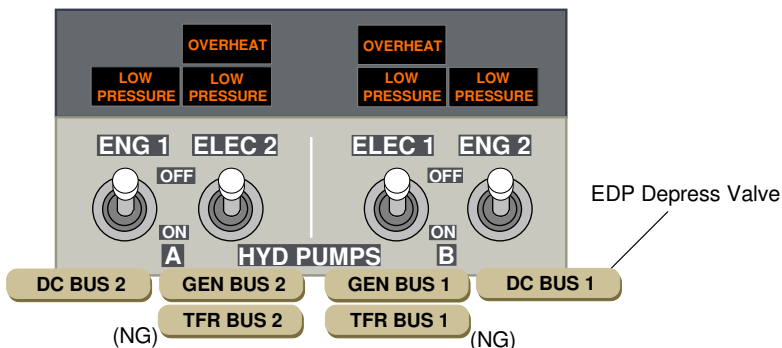 OVERHEAT OVERHEAT
LOW PRESSURE LOW PRESSURE LOW PRESSURE LOW PRESSURE
ENG 1 ELEC 2 ELEC 1 ENG 2
OFF OFF
EDP Depress Valve
ON ON
A HYD PUMPS B
DC BUS 2 GEN BUS 2 GEN BUS 1 DC BUS 1
(NG) TFR BUS 2 TFR BUS 1 (NG)